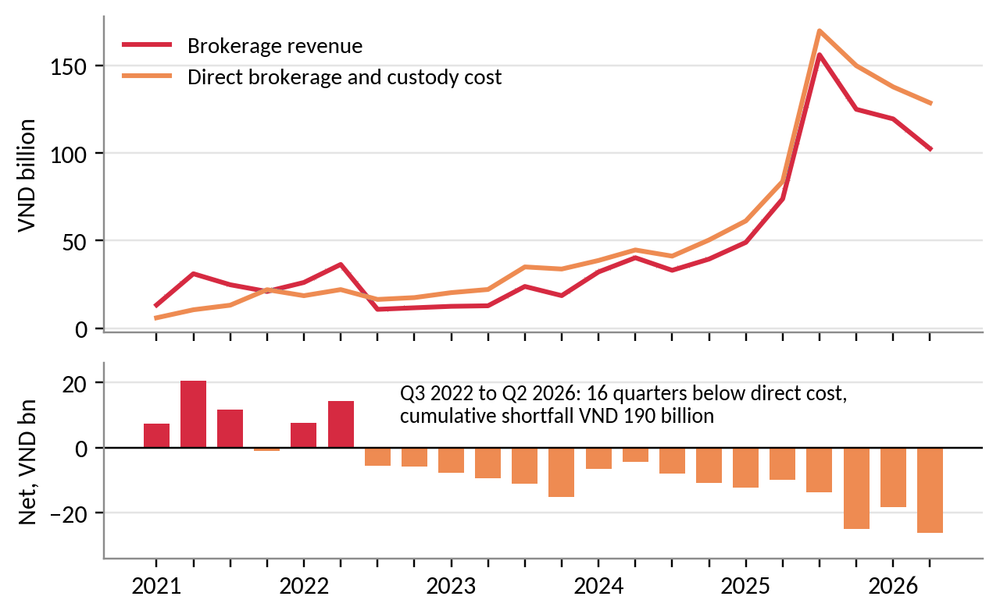 Brokerage revenue
Direct brokerage and custody cost
VND billion
150
100
50
0
Q3 2022 to Q2 2026: 16 quarters below direct cost,
cumulative shortfall VND 190 billion
Net, VND bn
20
0
−20
2021 2022 2023 2024 2025 2026